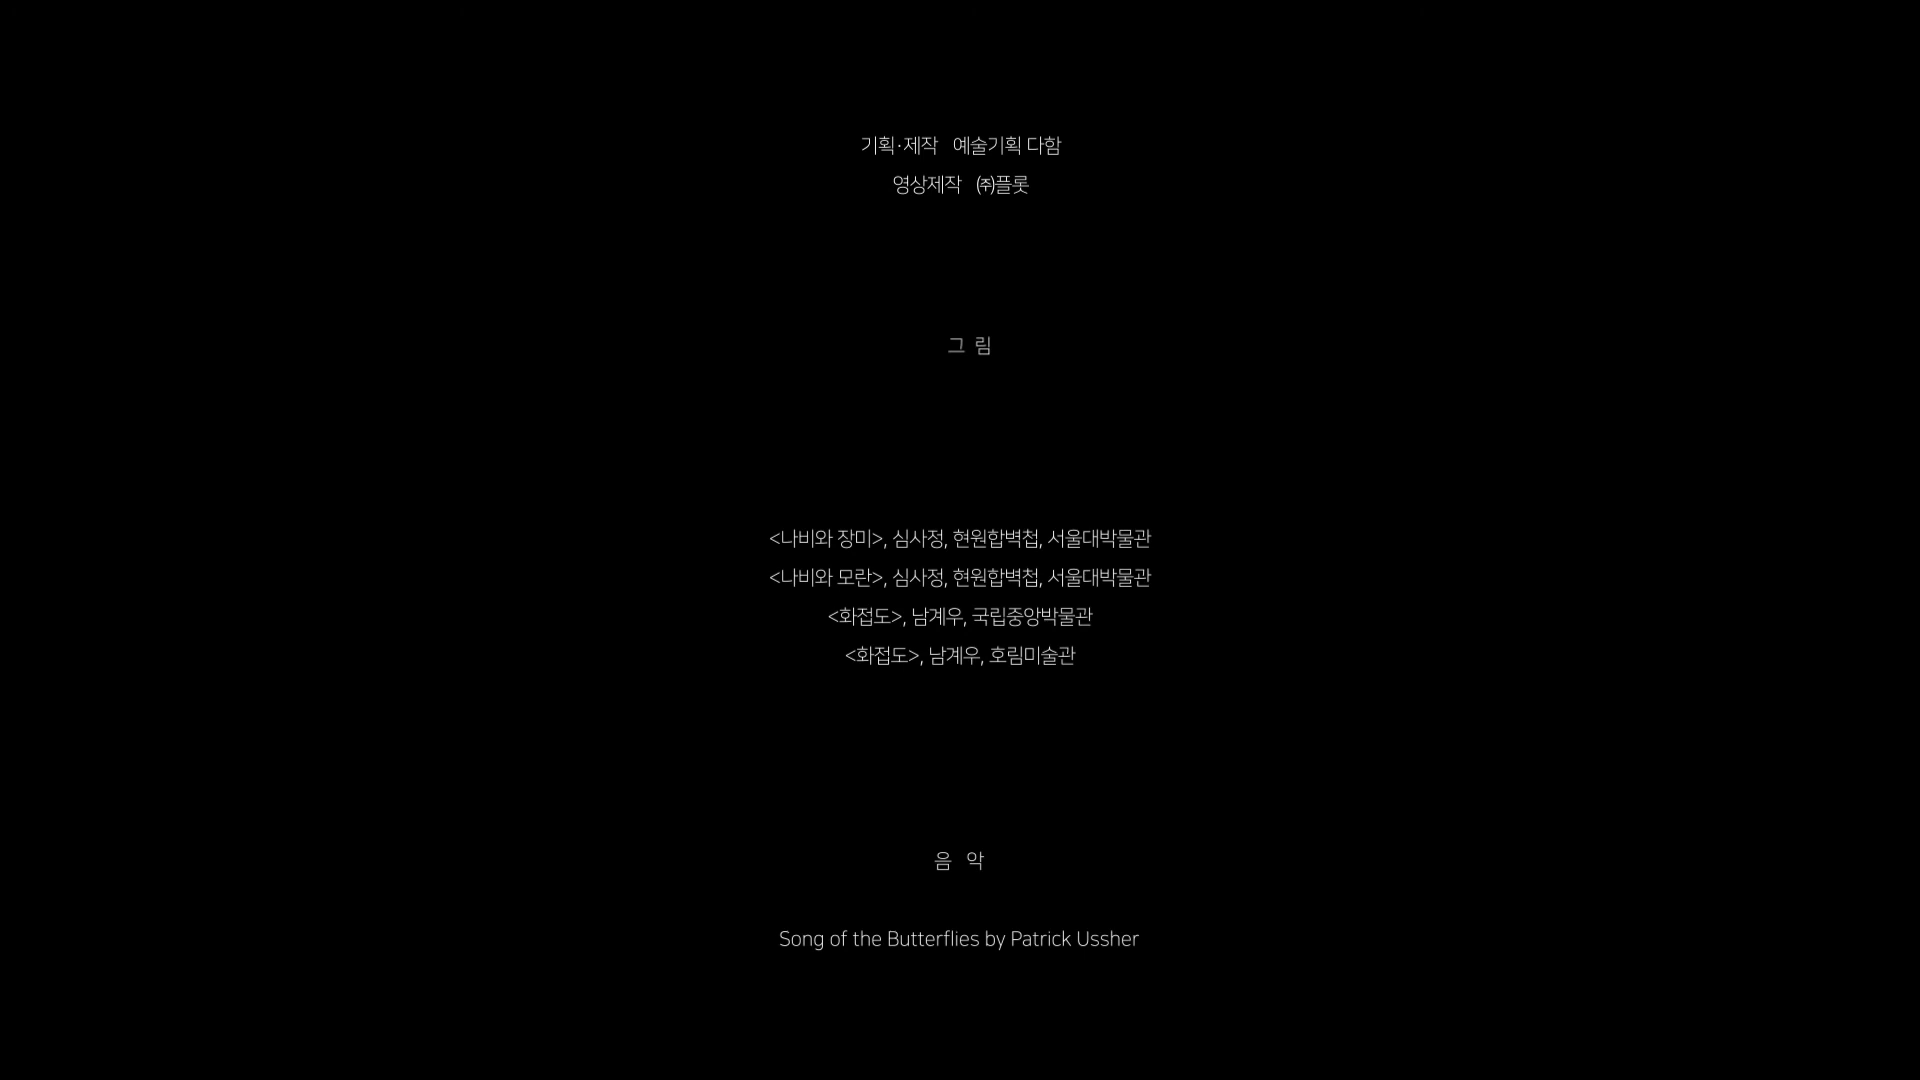 기획·제작 예술기획 다함
영상제작 ㈜플롯
그 림
<나비와 장미>, 심사정, 현원합벽첩, 서울대박물관
<나비와 모란>, 심사정, 현원합벽첩, 서울대박물관
<화접도>, 남계우, 국립중앙박물관
<화접도>, 남계우, 호림미술관
음 악
Song of the Butterflies by Patrick Ussher